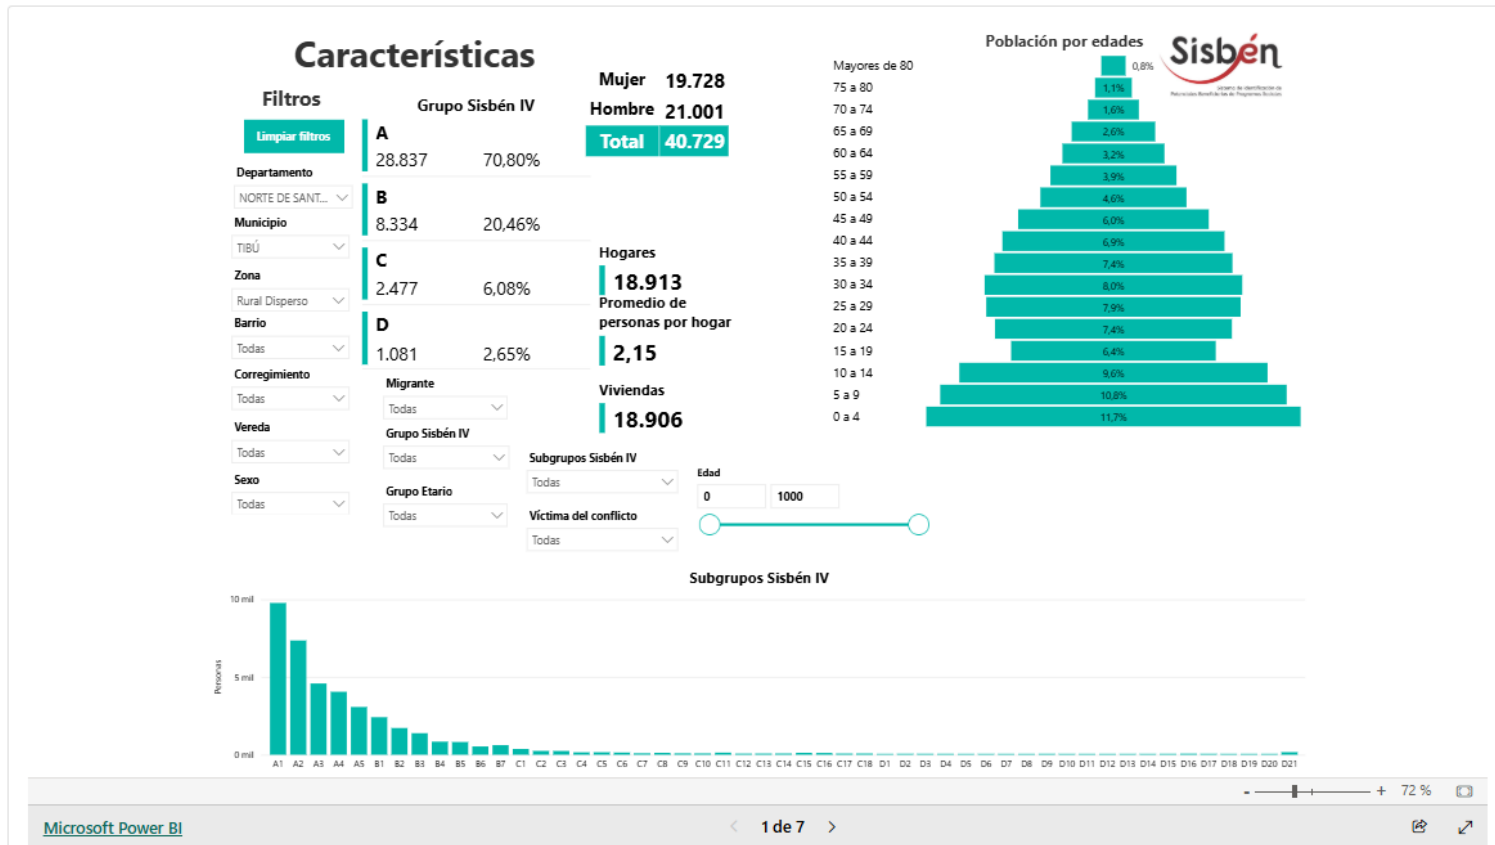 Características
Filtros
Limpiar filtros
Departamento
NORTE DE SANT...
Municipio
TIBÚ
Zona
Rural Disperso
Barrio
Todas
Corregimiento
Todas
Vereda
Todas
Sexo
Todas
Grupo Sisbén IV
A
28.837 70,80%
B
8.334 20,46%
C
2.477 6,08%
D
1.081 2,65%
Migrante
Todas
Grupo Sisbén IV
Todas
Grupo Etario
Todas
Mujer 19.728
Hombre 21.001
Total 40.729
Hogares
18.913
Promedio de
personas por hogar
2,15
Viviendas
18.906
Subgrupos Sisbén IV
Todas
Víctima del conflicto
Todas
Edad
0 1000
Población por edades
Sisbén
Sistema de Identificación de
Potenciales Beneficiarios de Programas Sociales
Mayores de 80 0,8%
75 a 80 1,1%
70 a 74 1,6%
65 a 69 2,6%
60 a 64 3,2%
55 a 59 3,9%
50 a 54 4,6%
45 a 49 6,0%
40 a 44 6,9%
35 a 39 7,4%
30 a 34 8,0%
25 a 29 7,9%
20 a 24 7,4%
15 a 19 6,4%
10 a 14 9,6%
5 a 9 10,8%
0 a 4 11,7%
Subgrupos Sisbén IV
Personas
10 mil
5 mil
0 mil
A1 A2 A3 A4 A5 B1 B2 B3 B4 B5 B6 B7 C1 C2 C3 C4 C5 C6 C7 C8 C9 C10 C11 C12 C13 C14 C15 C16 C17 C18 D1 D2 D3 D4 D5 D6 D7 D8 D9 D10 D11 D12 D13 D14 D15 D16 D17 D18 D19 D20 D21
- + 72 %
Microsoft Power BI
1 de 7